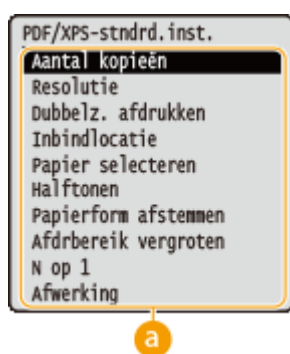 PDF/XPS-stndrd.inst.
Aantal kopieën
Resolutie
Dubbelz. afdrukken
Inbindlocatie
Papier selecteren
Halftonen
Papierform afstemmen
Afdrbereik vergroten
N op 1
Afwerking
a